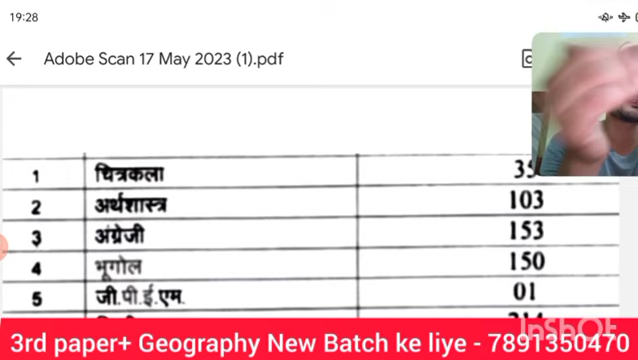 19:28
Adobe Scan 17 May 2023 (1).pdf
1 चित्रकला
2 अर्थशास्त्र 103
3 अंग्रेजी 153
4 भूगोल 150
5 जी.पी.ई.एम. 01
3rd paper+ Geography New Batch ke liye - 7891350470
InShOt